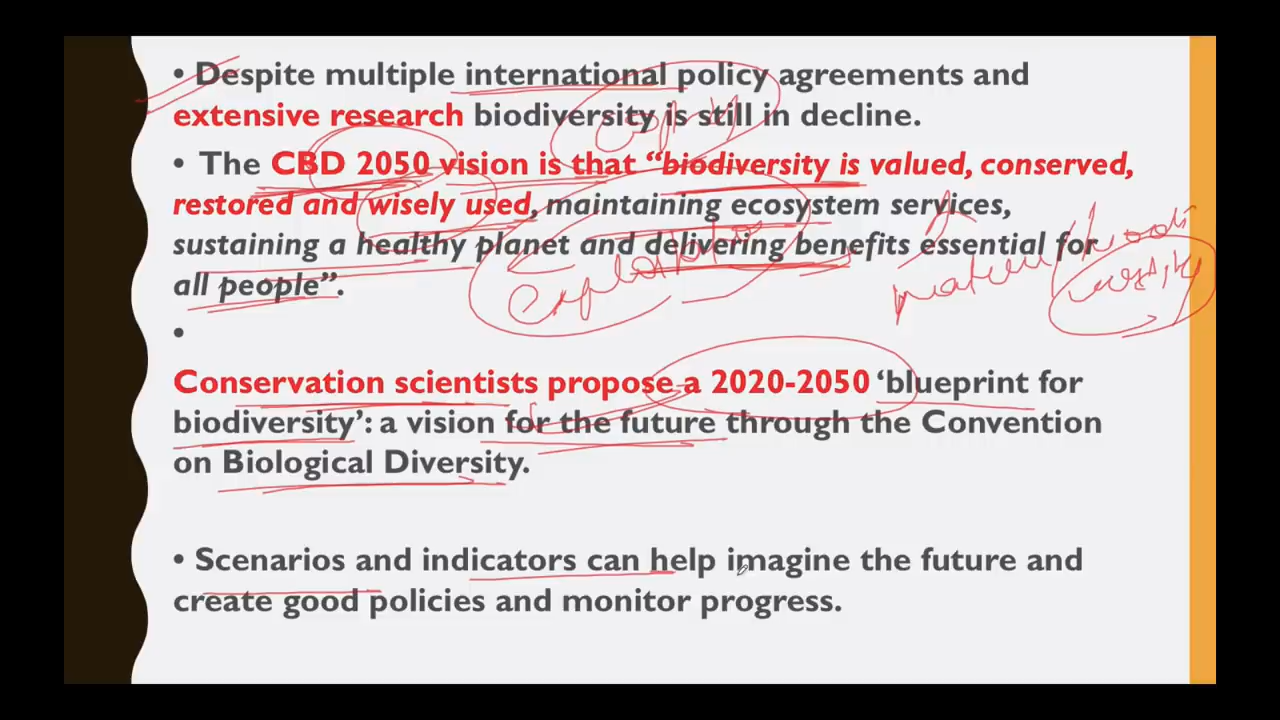 • Despite multiple international policy agreements and
extensive research biodiversity is still in decline.
• The CBD 2050 vision is that “biodiversity is valued, conserved,
restored and wisely used, maintaining ecosystem services,
sustaining a healthy planet and delivering benefits essential for
all people”.
•
Conservation scientists propose a 2020-2050 ‘blueprint for
biodiversity’: a vision for the future through the Convention
on Biological Diversity.
• Scenarios and indicators can help imagine the future and
create good policies and monitor progress.